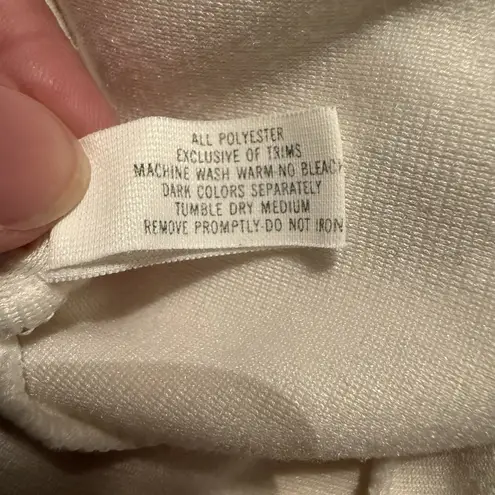 ALL POLYESTER
EXCLUSIVE OF TRIMS
MACHINE WASH WARM-NO BLEACH
DARK COLORS SEPARATELY
TUMBLE DRY MEDIUM
REMOVE PROMPTLY-DO NOT IRON